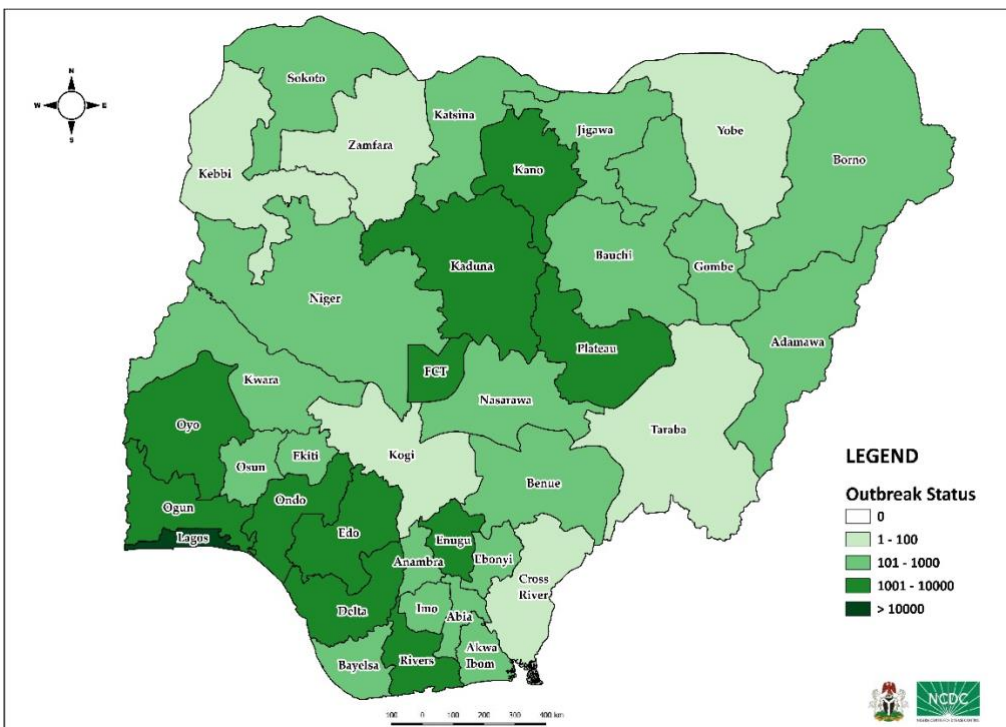 N
W E
S
Sokoto
Katsina
Jigawa
Yobe
Borno
Zamfara
Kebbi
Kano
Bauchi
Gombe
Kaduna
Niger
Adamawa
Plateau
FCT
Kwara
Nasarawa
Taraba
Oyo
Kogi
Osun
Ekiti
Benue
Ogun
Ondo
Lagos
Edo
Enugu
Anambra
Ebonyi
Cross
River
Delta
Imo
Abia
Akwa
Ibom
Bayelsa
Rivers
LEGEND
Outbreak Status
0
1 - 100
101 - 1000
1001 - 10000
> 10000
100 0 100 200 300 400 km
NCDC